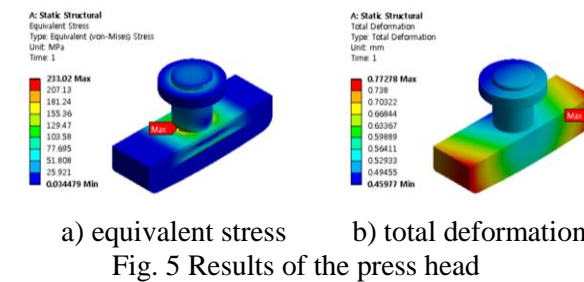 A: Static Structural
Equivalent Stress
Type: Equivalent (von-Mises) Stress
Unit: MPa
Time: 1
233.02 Max
207.13
181.24
155.36
129.47
103.58
77.695
51.808
25.921
0.034479 Min
Max
A: Static Structural
Total Deformation
Type: Total Deformation
Unit: mm
Time: 1
0.77278 Max
0.738
0.70322
0.66844
0.63367
0.59889
0.56411
0.52933
0.49455
0.45977 Min
Max
a) equivalent stress
b) total deformation
Fig. 5 Results of the press head